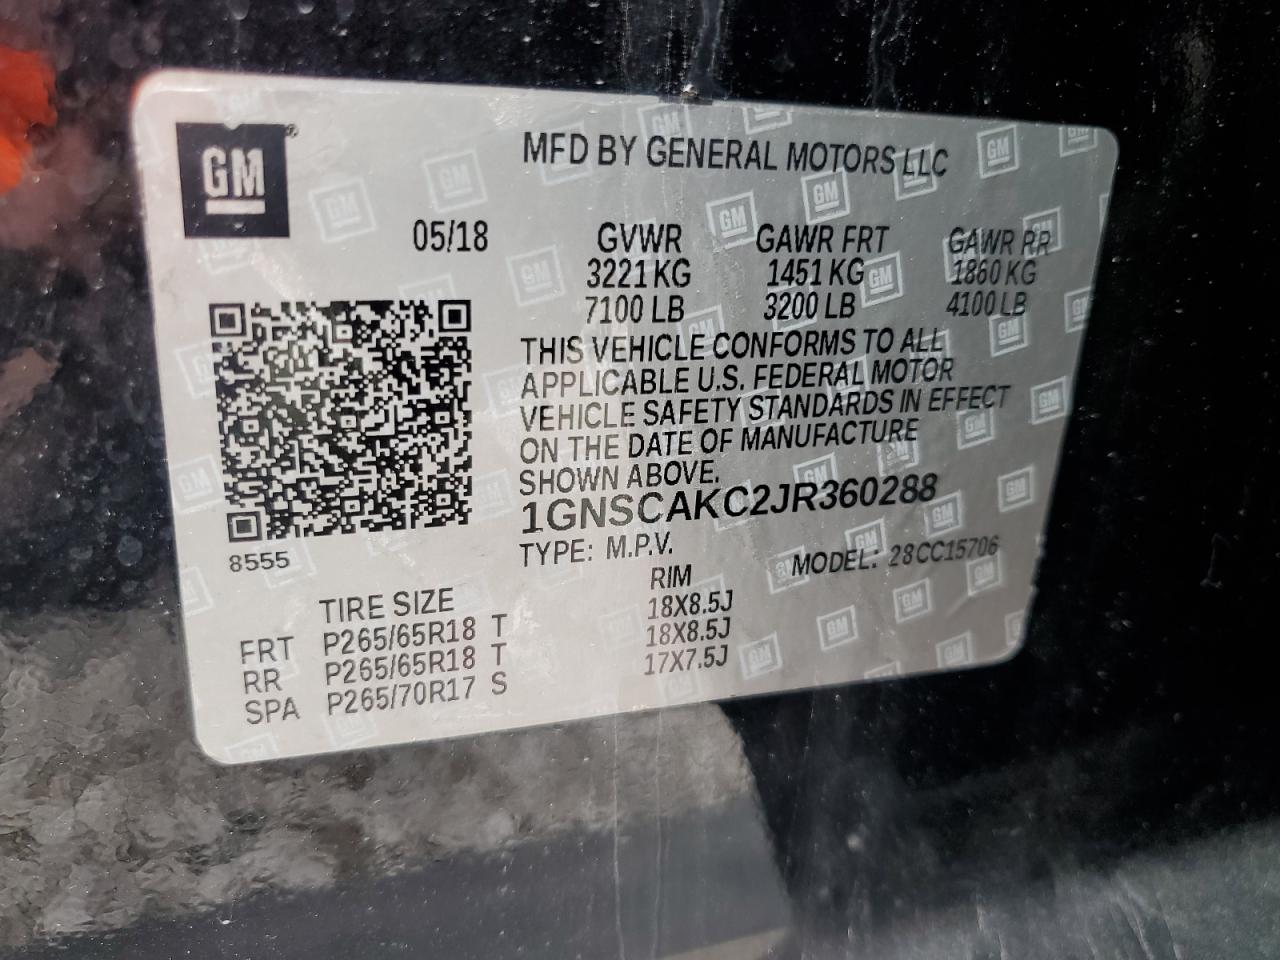 GM
MFD BY GENERAL MOTORS LLC
05/18 GVWR GAWR FRT GAWR RR
3221 KG 1451 KG 1860 KG
7100 LB 3200 LB 4100 LB
THIS VEHICLE CONFORMS TO ALL
APPLICABLE U.S. FEDERAL MOTOR
VEHICLE SAFETY STANDARDS IN EFFECT
ON THE DATE OF MANUFACTURE
SHOWN ABOVE.
1GNSCAKC2JR360288
8555
TYPE: M.P.V. MODEL: 28CC15706
TIRE SIZE RIM
FRT P265/65R18 T 18X8.5J
RR P265/65R18 T 18X8.5J
SPA P265/70R17 S 17X7.5J